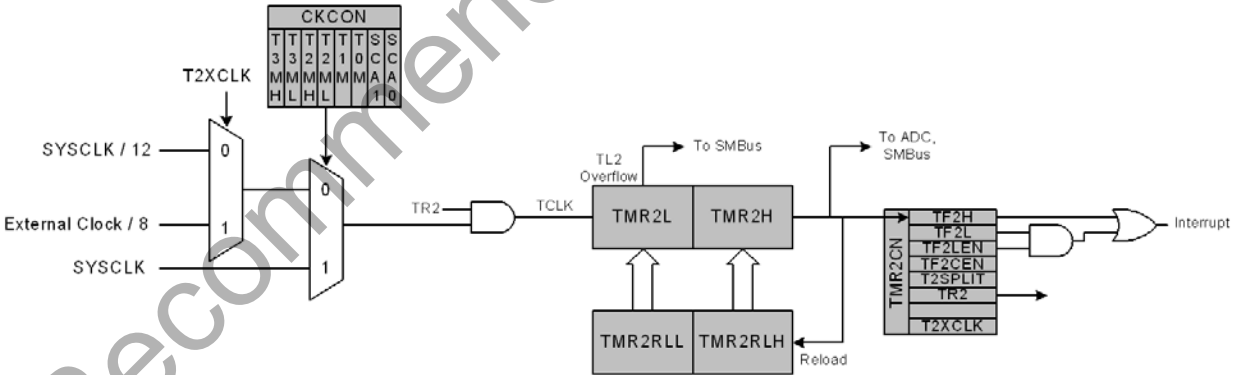 CKCON
T3MH
T3ML
T2MH
T2ML
T1M
T0M
SCA1
SCA0
T2XCLK
SYSCLK / 12
0
External Clock / 8
1
SYSCLK
0
1
TR2
TCLK
TL2
Overflow
To SMBus
To ADC,
SMBus
TMR2L
TMR2H
TMR2RLL
TMR2RLH
Reload
TMR2CN
TF2H
TF2L
TF2LEN
TF2CEN
T2SPLIT
TR2
T2XCLK
Interrupt
Recommen